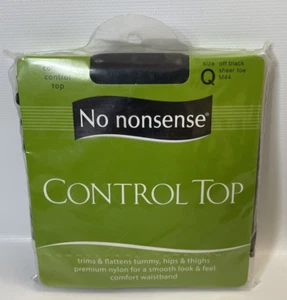 control
top
size
Q
off black
sheer toe
No nonsense®
CONTROL TOP
trims & flattens tummy, hips & thighs
premium nylon for a smooth look & feel
comfort waistband